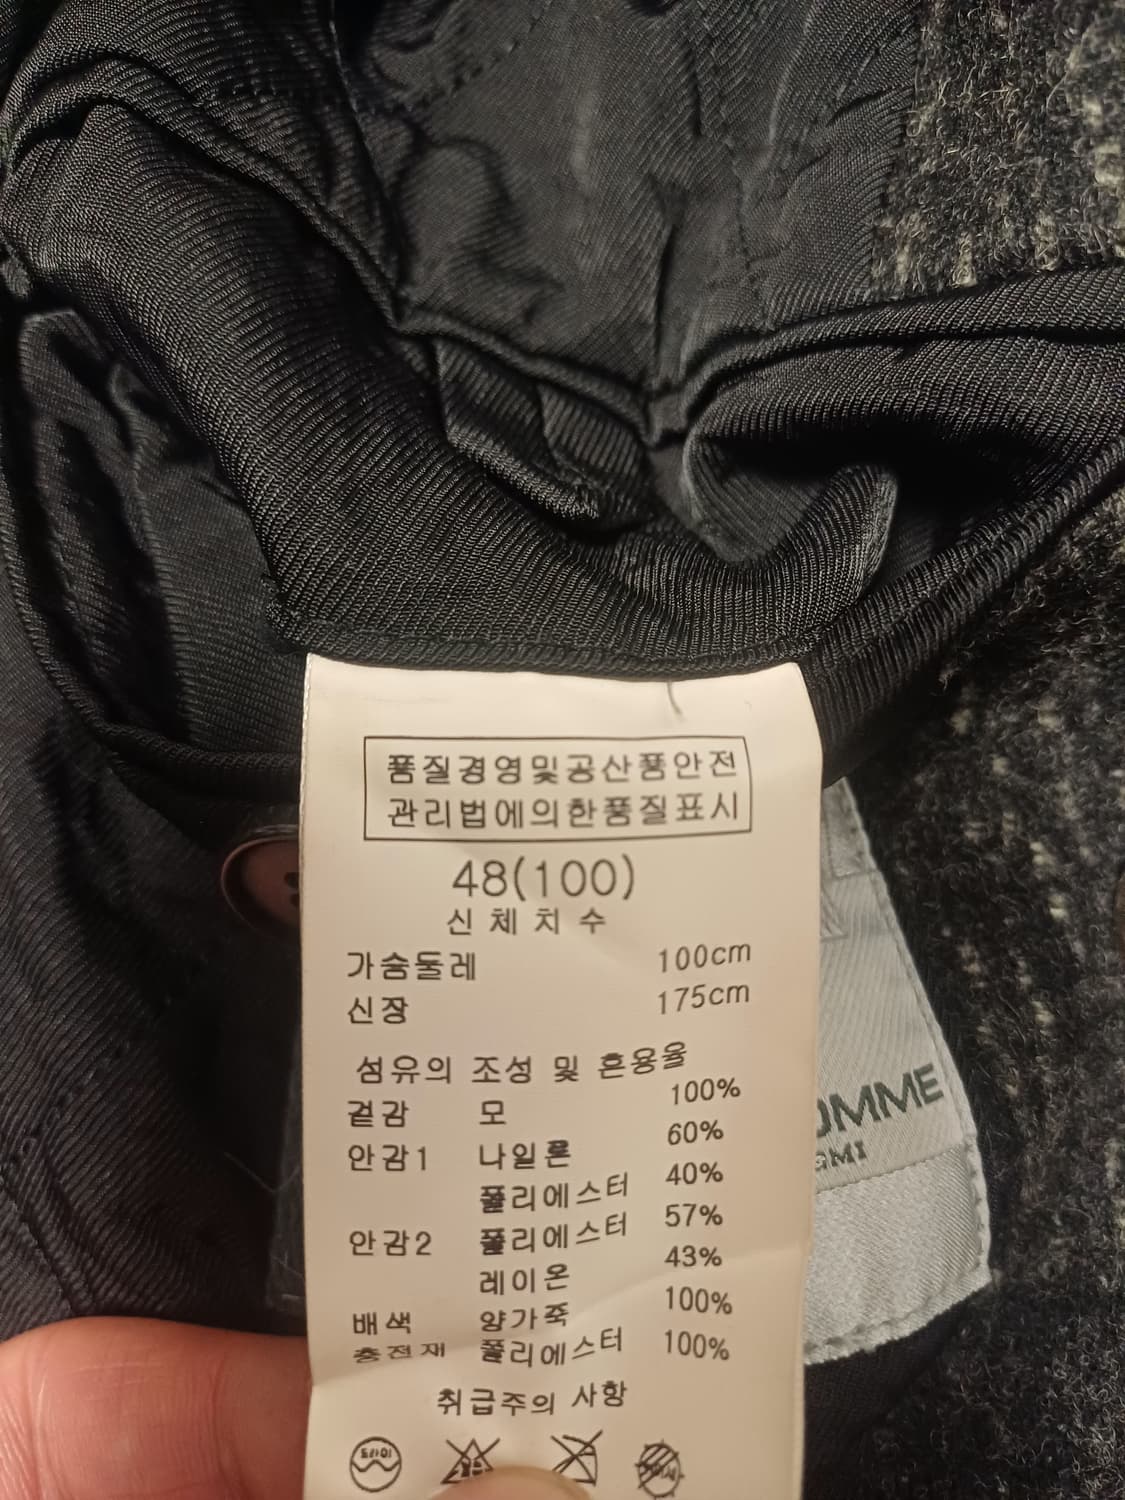 품질경영및공산품안전
관리법에의한품질표시
48(100)
신체치수
가슴둘레 100cm
신장 175cm
섬유의 조성 및 혼용율
겉감 모 100%
안감1 나일론 60%
폴리에스터 40%
안감2 폴리에스터 57%
레이온 43%
배색 양가죽 100%
충전재 폴리에스터 100%
취급주의 사항
드라이
OMME
GMI